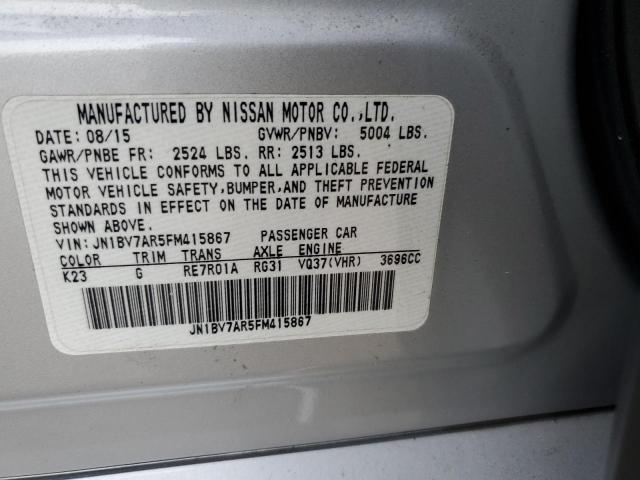 MANUFACTURED BY NISSAN MOTOR CO.,LTD.
DATE: 08/15 GVWR/PNBV: 5004 LBS.
GAWR/PNBE FR: 2524 LBS. RR: 2513 LBS.
THIS VEHICLE CONFORMS TO ALL APPLICABLE FEDERAL
MOTOR VEHICLE SAFETY,BUMPER,AND THEFT PREVENTION
STANDARDS IN EFFECT ON THE DATE OF MANUFACTURE
SHOWN ABOVE.
VIN:JN1BV7AR5FM415867 PASSENGER CAR
COLOR TRIM TRANS AXLE ENGINE
K23 G RE7R01A RG31 VQ37(VHR) 3696CC
JN1BV7AR5FM415867